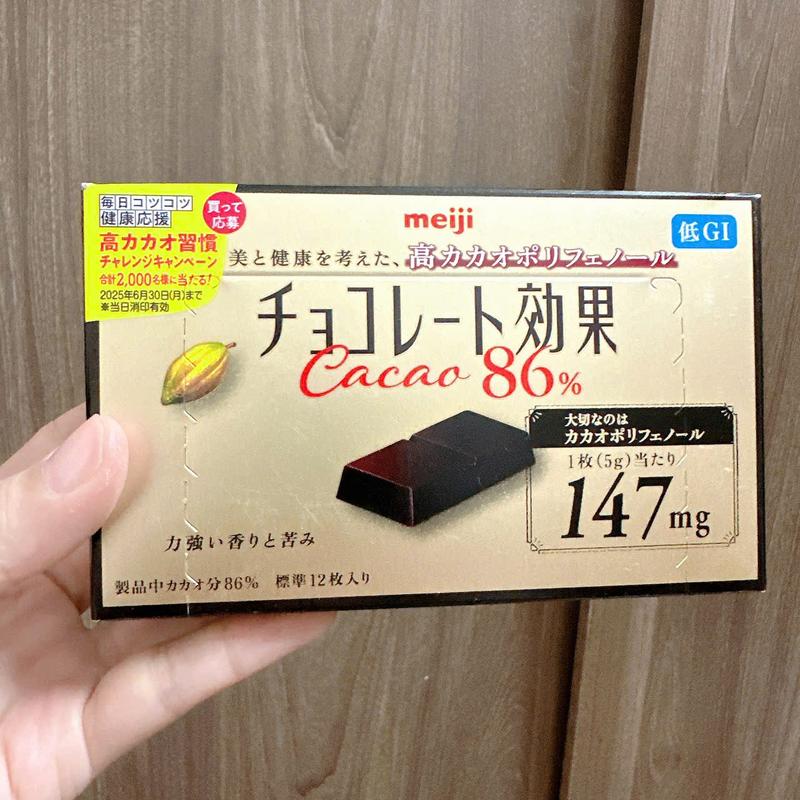 毎日コツコツ
健康応援
買って
応募
高カカオ習慣
チャレンジキャンペーン
合計2,000名様に当たる!
2025年6月30日(月)まで
※当日消印有効
meiji
低GI
美と健康を考えた、高カカオポリフェノール
チョコレート効果
Cacao 86%
大切なのは
カカオポリフェノール
1枚(5g)当たり
147mg
力強い香りと苦み
製品中カカオ分86% 標準12枚入り